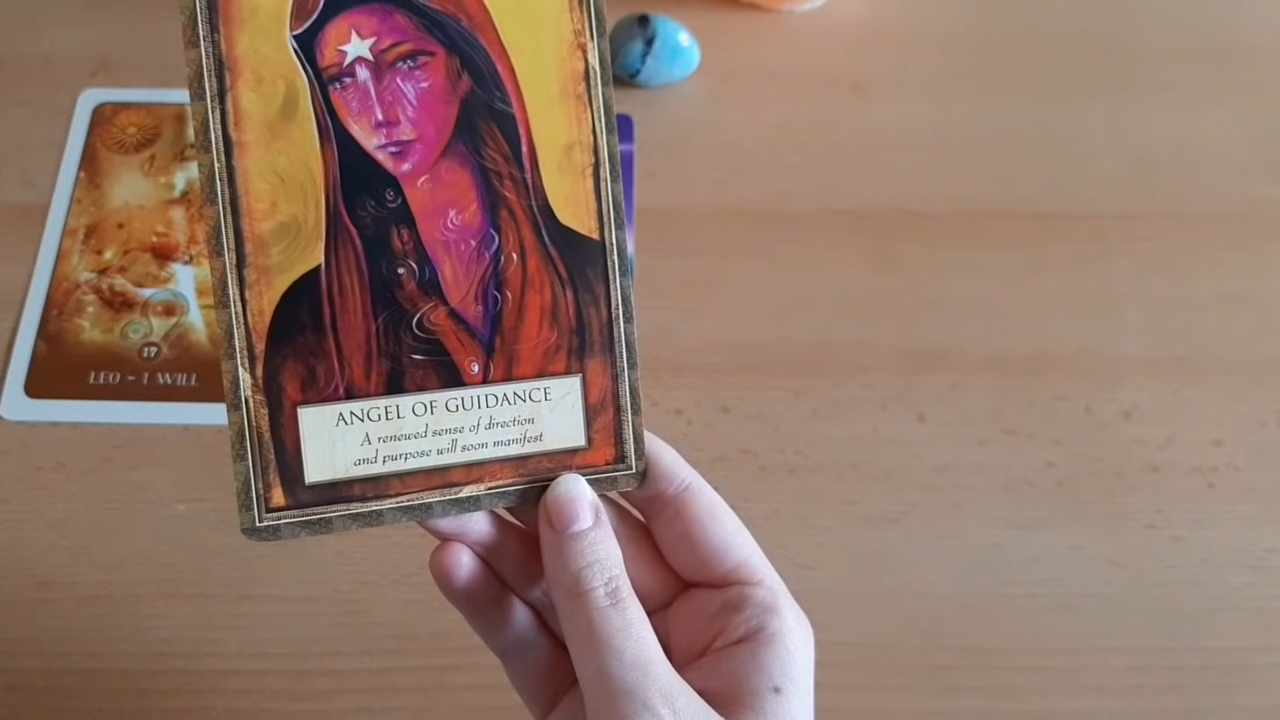 17
LEO - I WILL
ANGEL OF GUIDANCE
A renewed sense of direction
and purpose will soon manifest